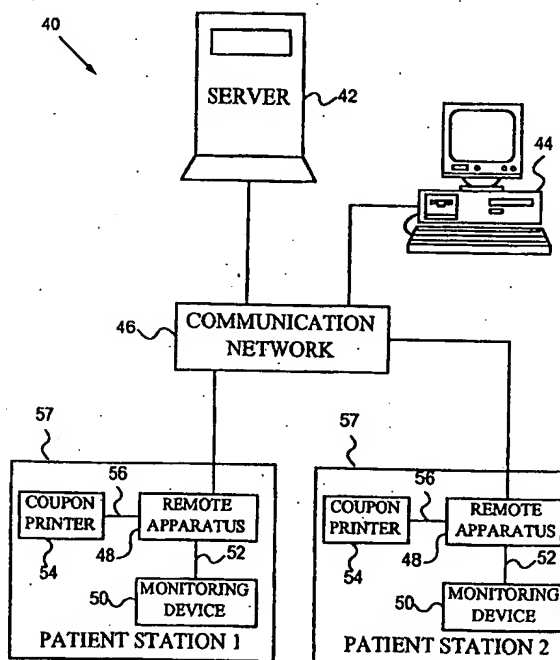 40
SERVER
42
44
46
COMMUNICATION
NETWORK
57
57
COUPON
PRINTER
56
REMOTE
APPARATUS
54
48
52
50
MONITORING
DEVICE
PATIENT STATION 1
COUPON
PRINTER
56
REMOTE
APPARATUS
54
48
52
50
MONITORING
DEVICE
PATIENT STATION 2